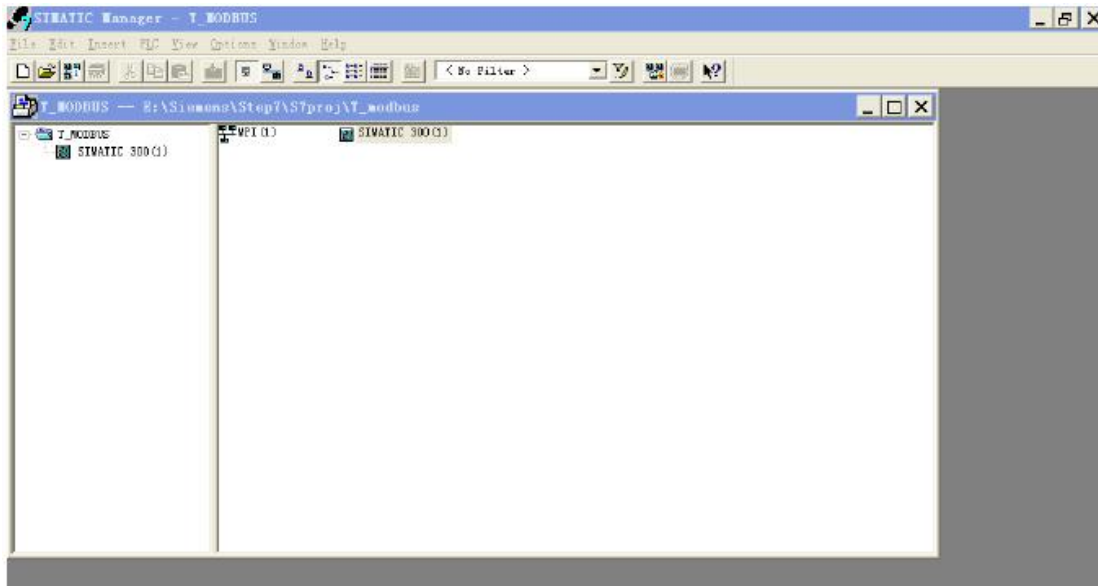 SIMATIC Manager - T_MODBUS
File Edit Insert PLC View Options Window Help
< No Filter >
T_MODBUS -- E:\Siemens\Step7\S7proj\T_modbus
T_MODBUS
SIMATIC 300(1)
MPI(1) SIMATIC 300(1)